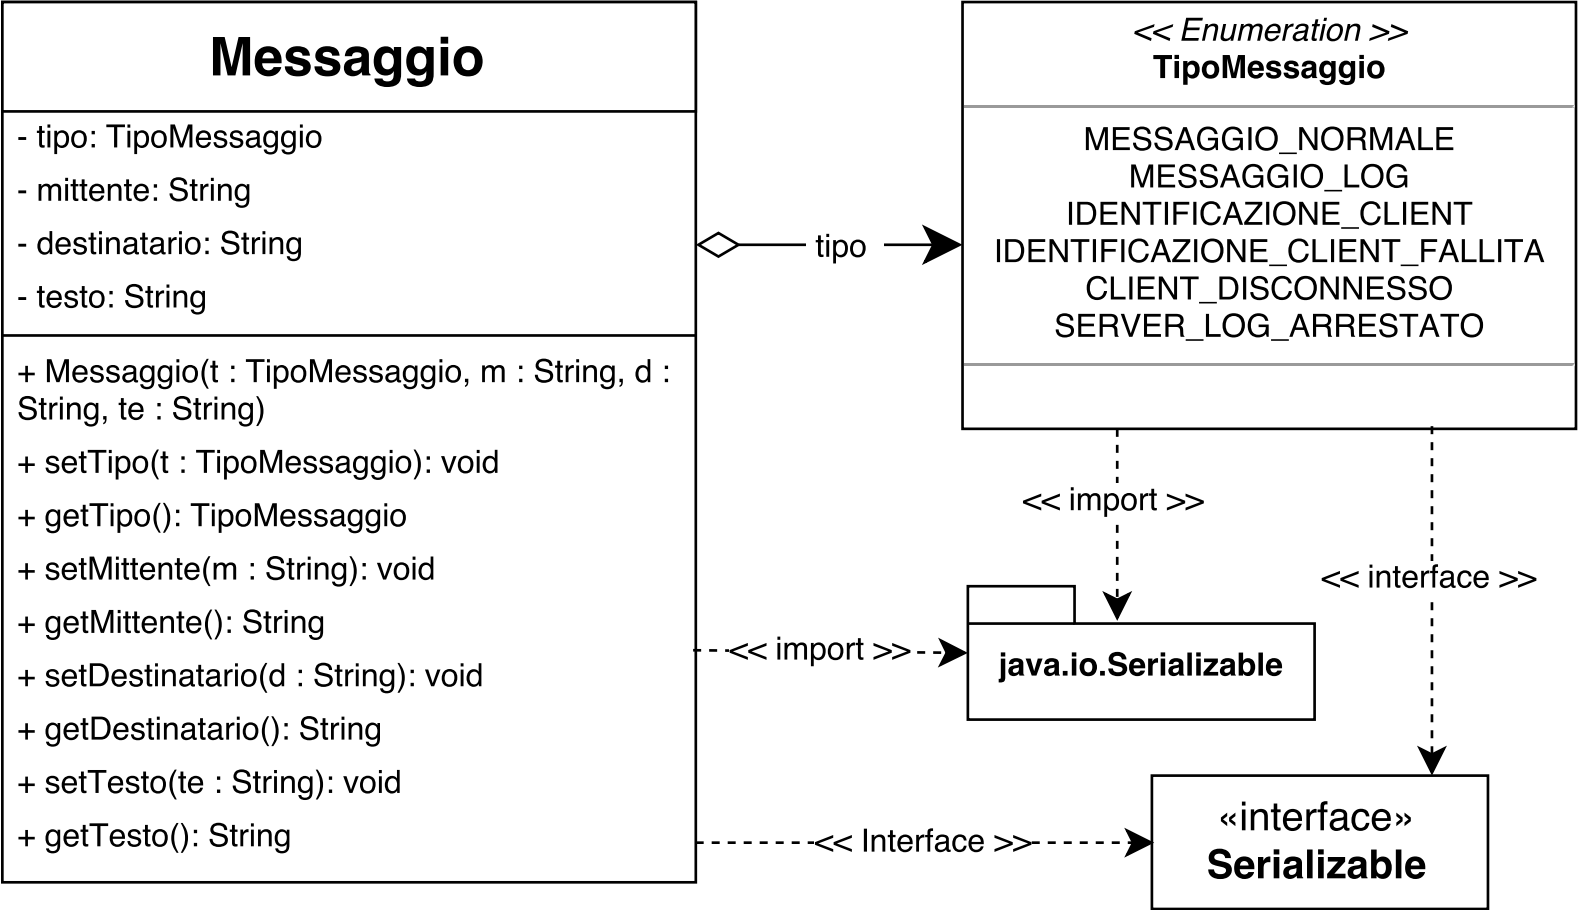 Messaggio
- tipo: TipoMessaggio
- mittente: String
- destinatario: String
- testo: String
+ Messaggio(t : TipoMessaggio, m : String, d :
String, te : String)
+ setTipo(t : TipoMessaggio): void
+ getTipo(): TipoMessaggio
+ setMittente(m : String): void
+ getMittente(): String
+ setDestinatario(d : String): void
+ getDestinatario(): String
+ setTesto(te : String): void
+ getTesto(): String
tipo
<< Enumeration >>
TipoMessaggio
MESSAGGIO_NORMALE
MESSAGGIO_LOG
IDENTIFICAZIONE_CLIENT
IDENTIFICAZIONE_CLIENT_FALLITA
CLIENT_DISCONNESSO
SERVER_LOG_ARRESTATO
<< import >>
<< interface >>
<< import >>
java.io.Serializable
<< Interface >>
«interface»
Serializable